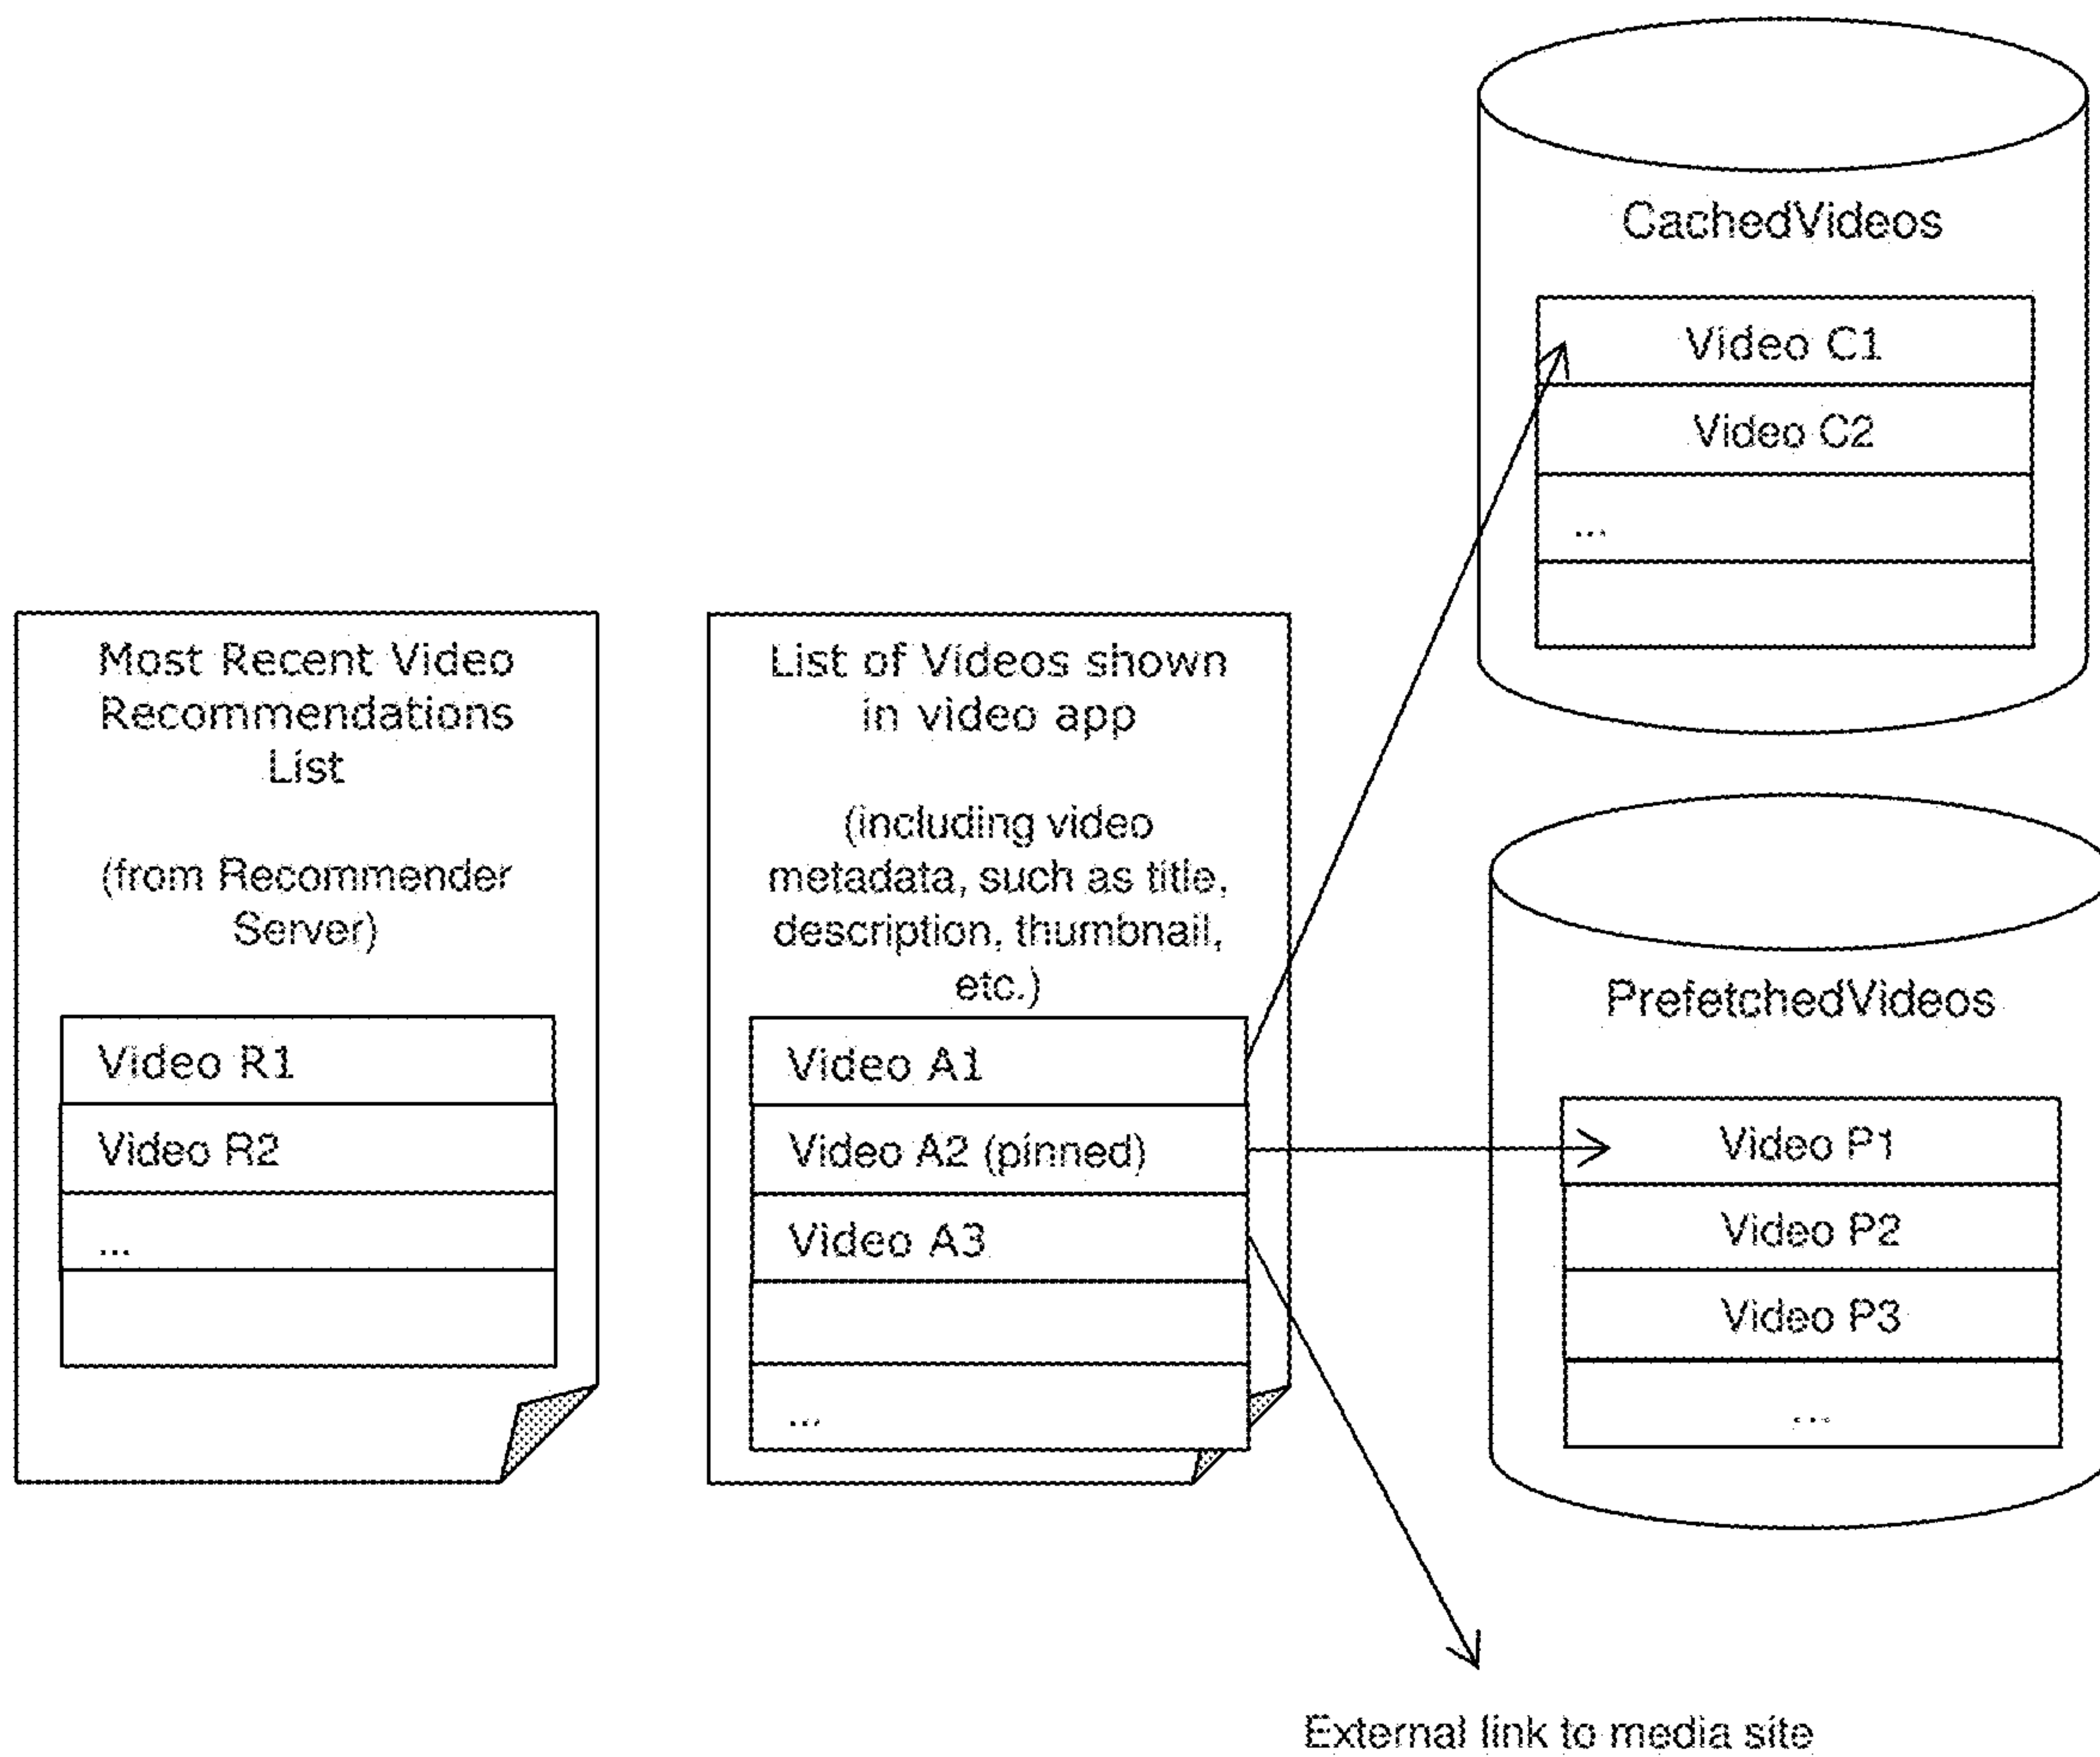 Most Recent Video
Recommendations
List
(from Recommender
Server)
Video R1
Video R2
...
List of Videos shown
in video app
(including video
metadata, such as title,
description, thumbnail,
etc.)
Video A1
Video A2 (pinned)
Video A3
...
CachedVideos
Video C1
Video C2
...
PrefetchedVideos
Video P1
Video P2
Video P3
...
External link to media site